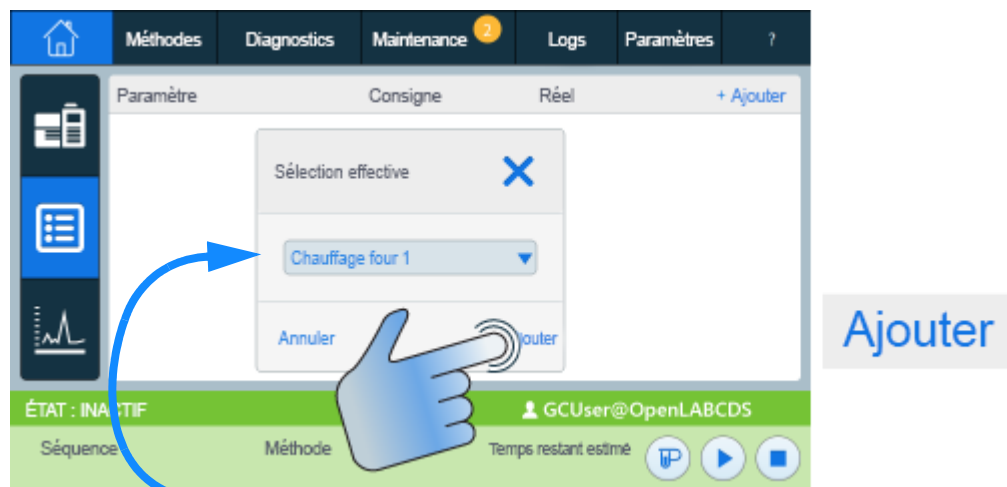 Méthodes Diagnostics Maintenance 2 Logs Paramètres ?
Paramètre Consigne Réel + Ajouter
Sélection effective
Chauffage four 1
Annuler jouter
Ajouter
ÉTAT : INACTIF GCUser@OpenLABCDS
Séquence Méthode Temps restant estimé